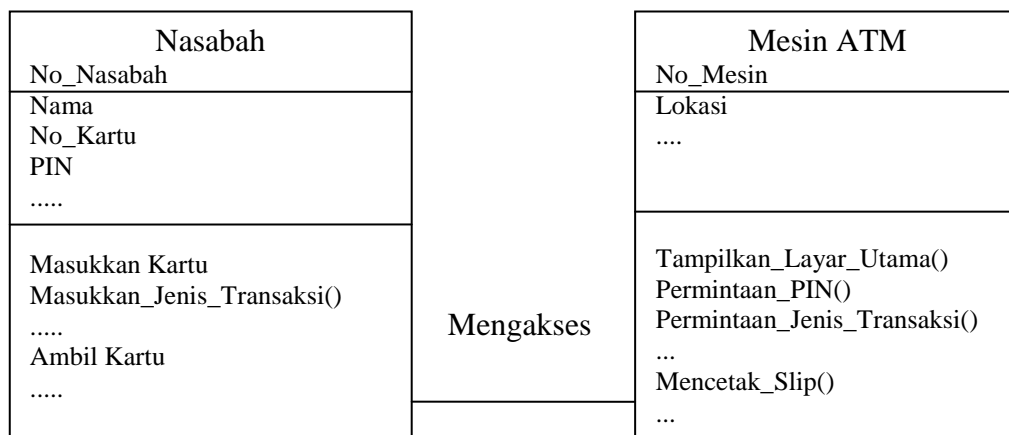 Nasabah
No_Nasabah
Nama
No_Kartu
PIN
.....
Masukkan Kartu
Masukkan_Jenis_Transaksi()
.....
Ambil Kartu
.....
Mengakses
Mesin ATM
No_Mesin
Lokasi
....
Tampilkan_Layar_Utama()
Permintaan_PIN()
Permintaan_Jenis_Transaksi()
...
Mencetak_Slip()
...